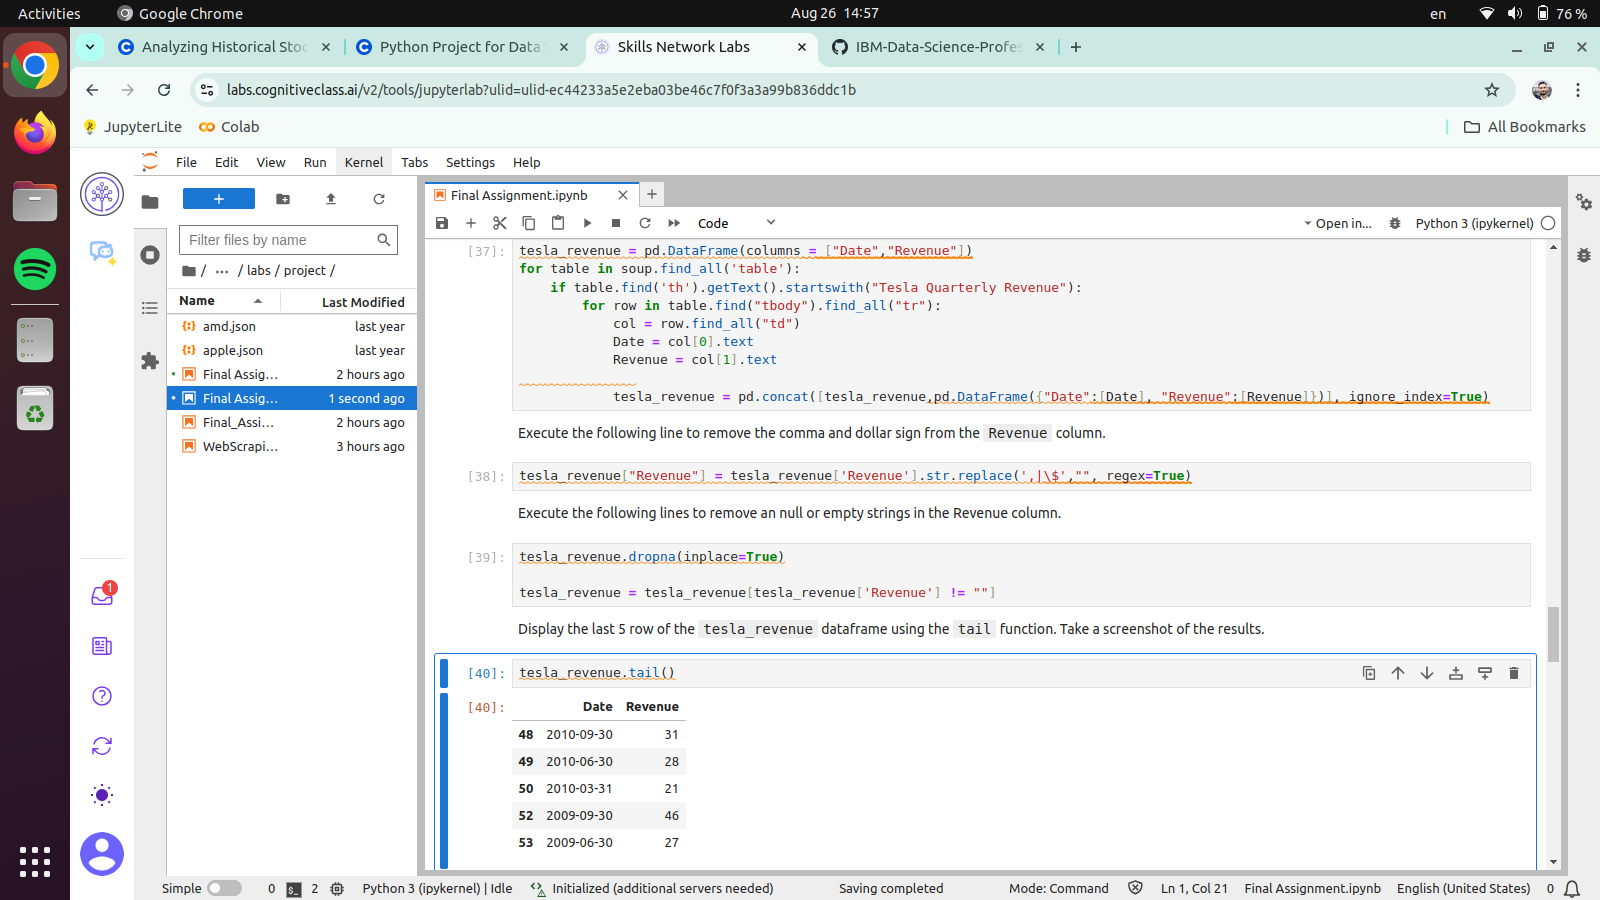 Activities
Google Chrome
Aug 26 14:57
en
76 %
Analyzing Historical Stoc
Python Project for Data S
Skills Network Labs
IBM-Data-Science-Profes
labs.cognitiveclass.ai/v2/tools/jupyterlab?ulid=ulid-ec44233a5e2eba03be46c7f0f3a3a99b836ddc1b
JupyterLite
Colab
All Bookmarks
File Edit View Run Kernel Tabs Settings Help
Final Assignment.ipynb
Code
Open in...
Python 3 (ipykernel)
Filter files by name
/ ... / labs / project /
Name Last Modified
amd.json last year
apple.json last year
Final Assig... 2 hours ago
Final Assig... 1 second ago
Final_Assi... 2 hours ago
WebScrapi... 3 hours ago
1
[37]: tesla_revenue = pd.DataFrame(columns = ["Date","Revenue"])
for table in soup.find_all('table'):
    if table.find('th').getText().startswith("Tesla Quarterly Revenue"):
        for row in table.find("tbody").find_all("tr"):
            col = row.find_all("td")
            Date = col[0].text
            Revenue = col[1].text
            tesla_revenue = pd.concat([tesla_revenue,pd.DataFrame({"Date":[Date], "Revenue":[Revenue]})], ignore_index=True)
Execute the following line to remove the comma and dollar sign from the Revenue column.
[38]: tesla_revenue["Revenue"] = tesla_revenue['Revenue'].str.replace(',|\$',"", regex=True)
Execute the following lines to remove an null or empty strings in the Revenue column.
[39]: tesla_revenue.dropna(inplace=True)
tesla_revenue = tesla_revenue[tesla_revenue['Revenue'] != ""]
Display the last 5 row of the tesla_revenue dataframe using the tail function. Take a screenshot of the results.
[40]: tesla_revenue.tail()
[40]: Date Revenue
48 2010-09-30 31
49 2010-06-30 28
50 2010-03-31 21
52 2009-09-30 46
53 2009-06-30 27
Simple 0 2 Python 3 (ipykernel) | Idle Initialized (additional servers needed) Saving completed Mode: Command Ln 1, Col 21 Final Assignment.ipynb English (United States) 0